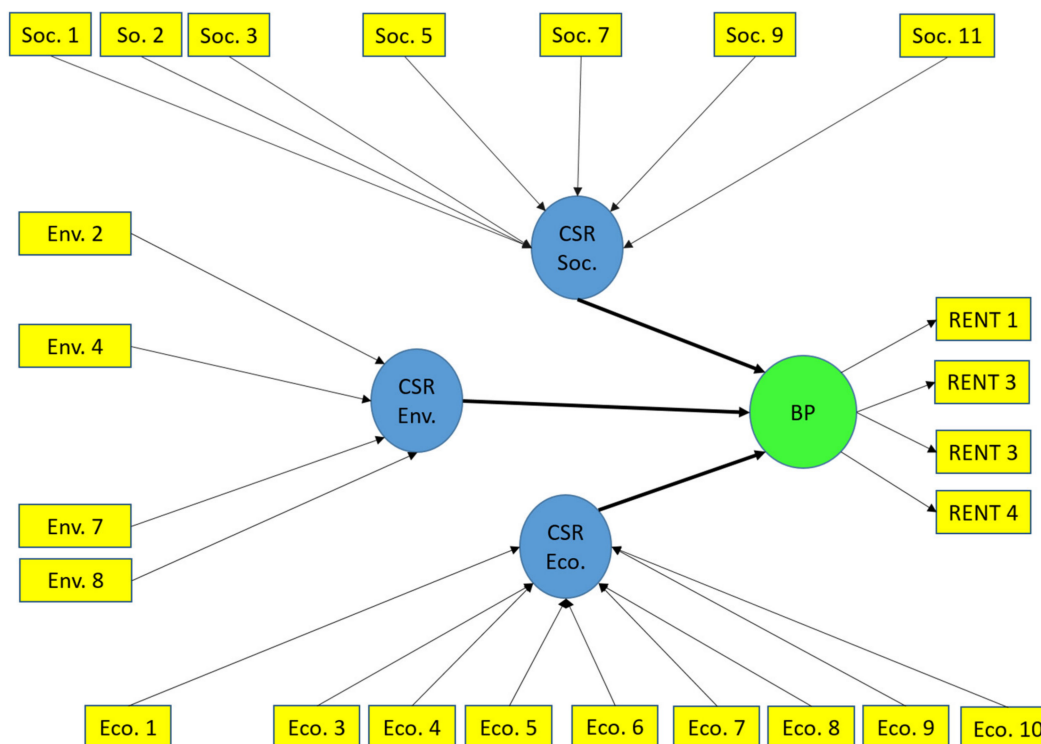 Soc. 1
So. 2
Soc. 3
Soc. 5
Soc. 7
Soc. 9
Soc. 11
CSR
Soc.
Env. 2
Env. 4
Env. 7
Env. 8
CSR
Env.
BP
RENT 1
RENT 3
RENT 3
RENT 4
CSR
Eco.
Eco. 1
Eco. 3
Eco. 4
Eco. 5
Eco. 6
Eco. 7
Eco. 8
Eco. 9
Eco. 10